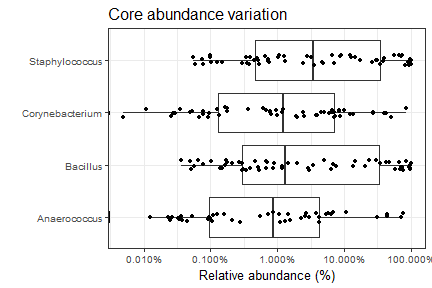 Core abundance variation
Staphylococcus
Corynebacterium
Bacillus
Anaerococcus
0.010% 0.100% 1.000% 10.000% 100.000%
Relative abundance (%)